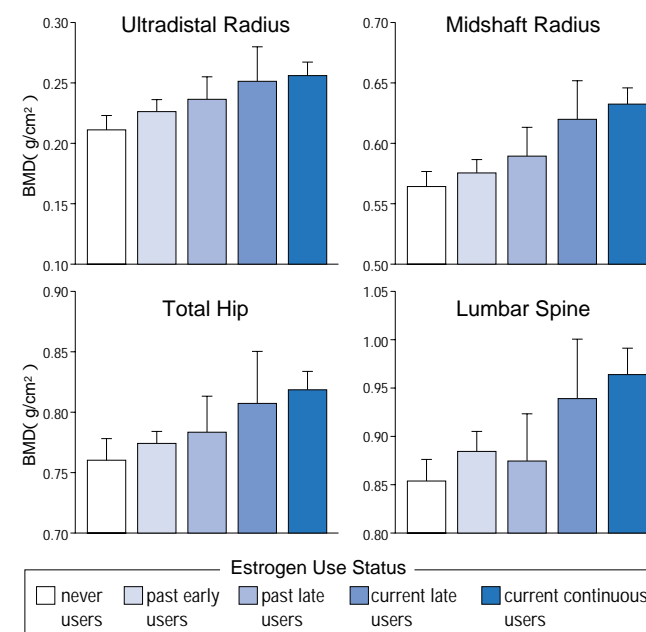 Ultradistal Radius
0.30
0.25
0.20
0.15
0.10
BMD( g/cm² )
Midshaft Radius
0.70
0.65
0.60
0.55
0.50
Total Hip
0.90
0.85
0.80
0.75
0.70
BMD( g/cm² )
Lumbar Spine
1.05
1.00
0.95
0.90
0.85
0.80
Estrogen Use Status
never users
past early users
past late users
current late users
current continuous users